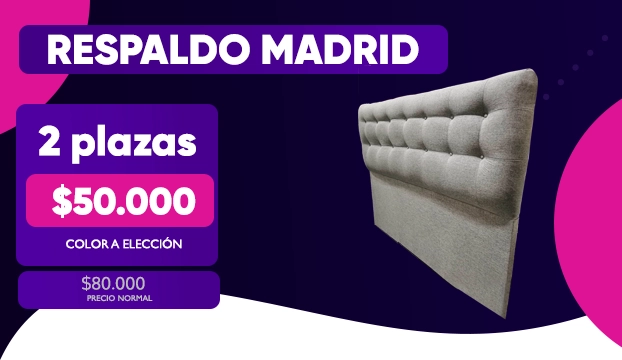 RESPALDO MADRID
2 plazas
$50.000
COLOR A ELECCIÓN
$80.000
PRECIO NORMAL